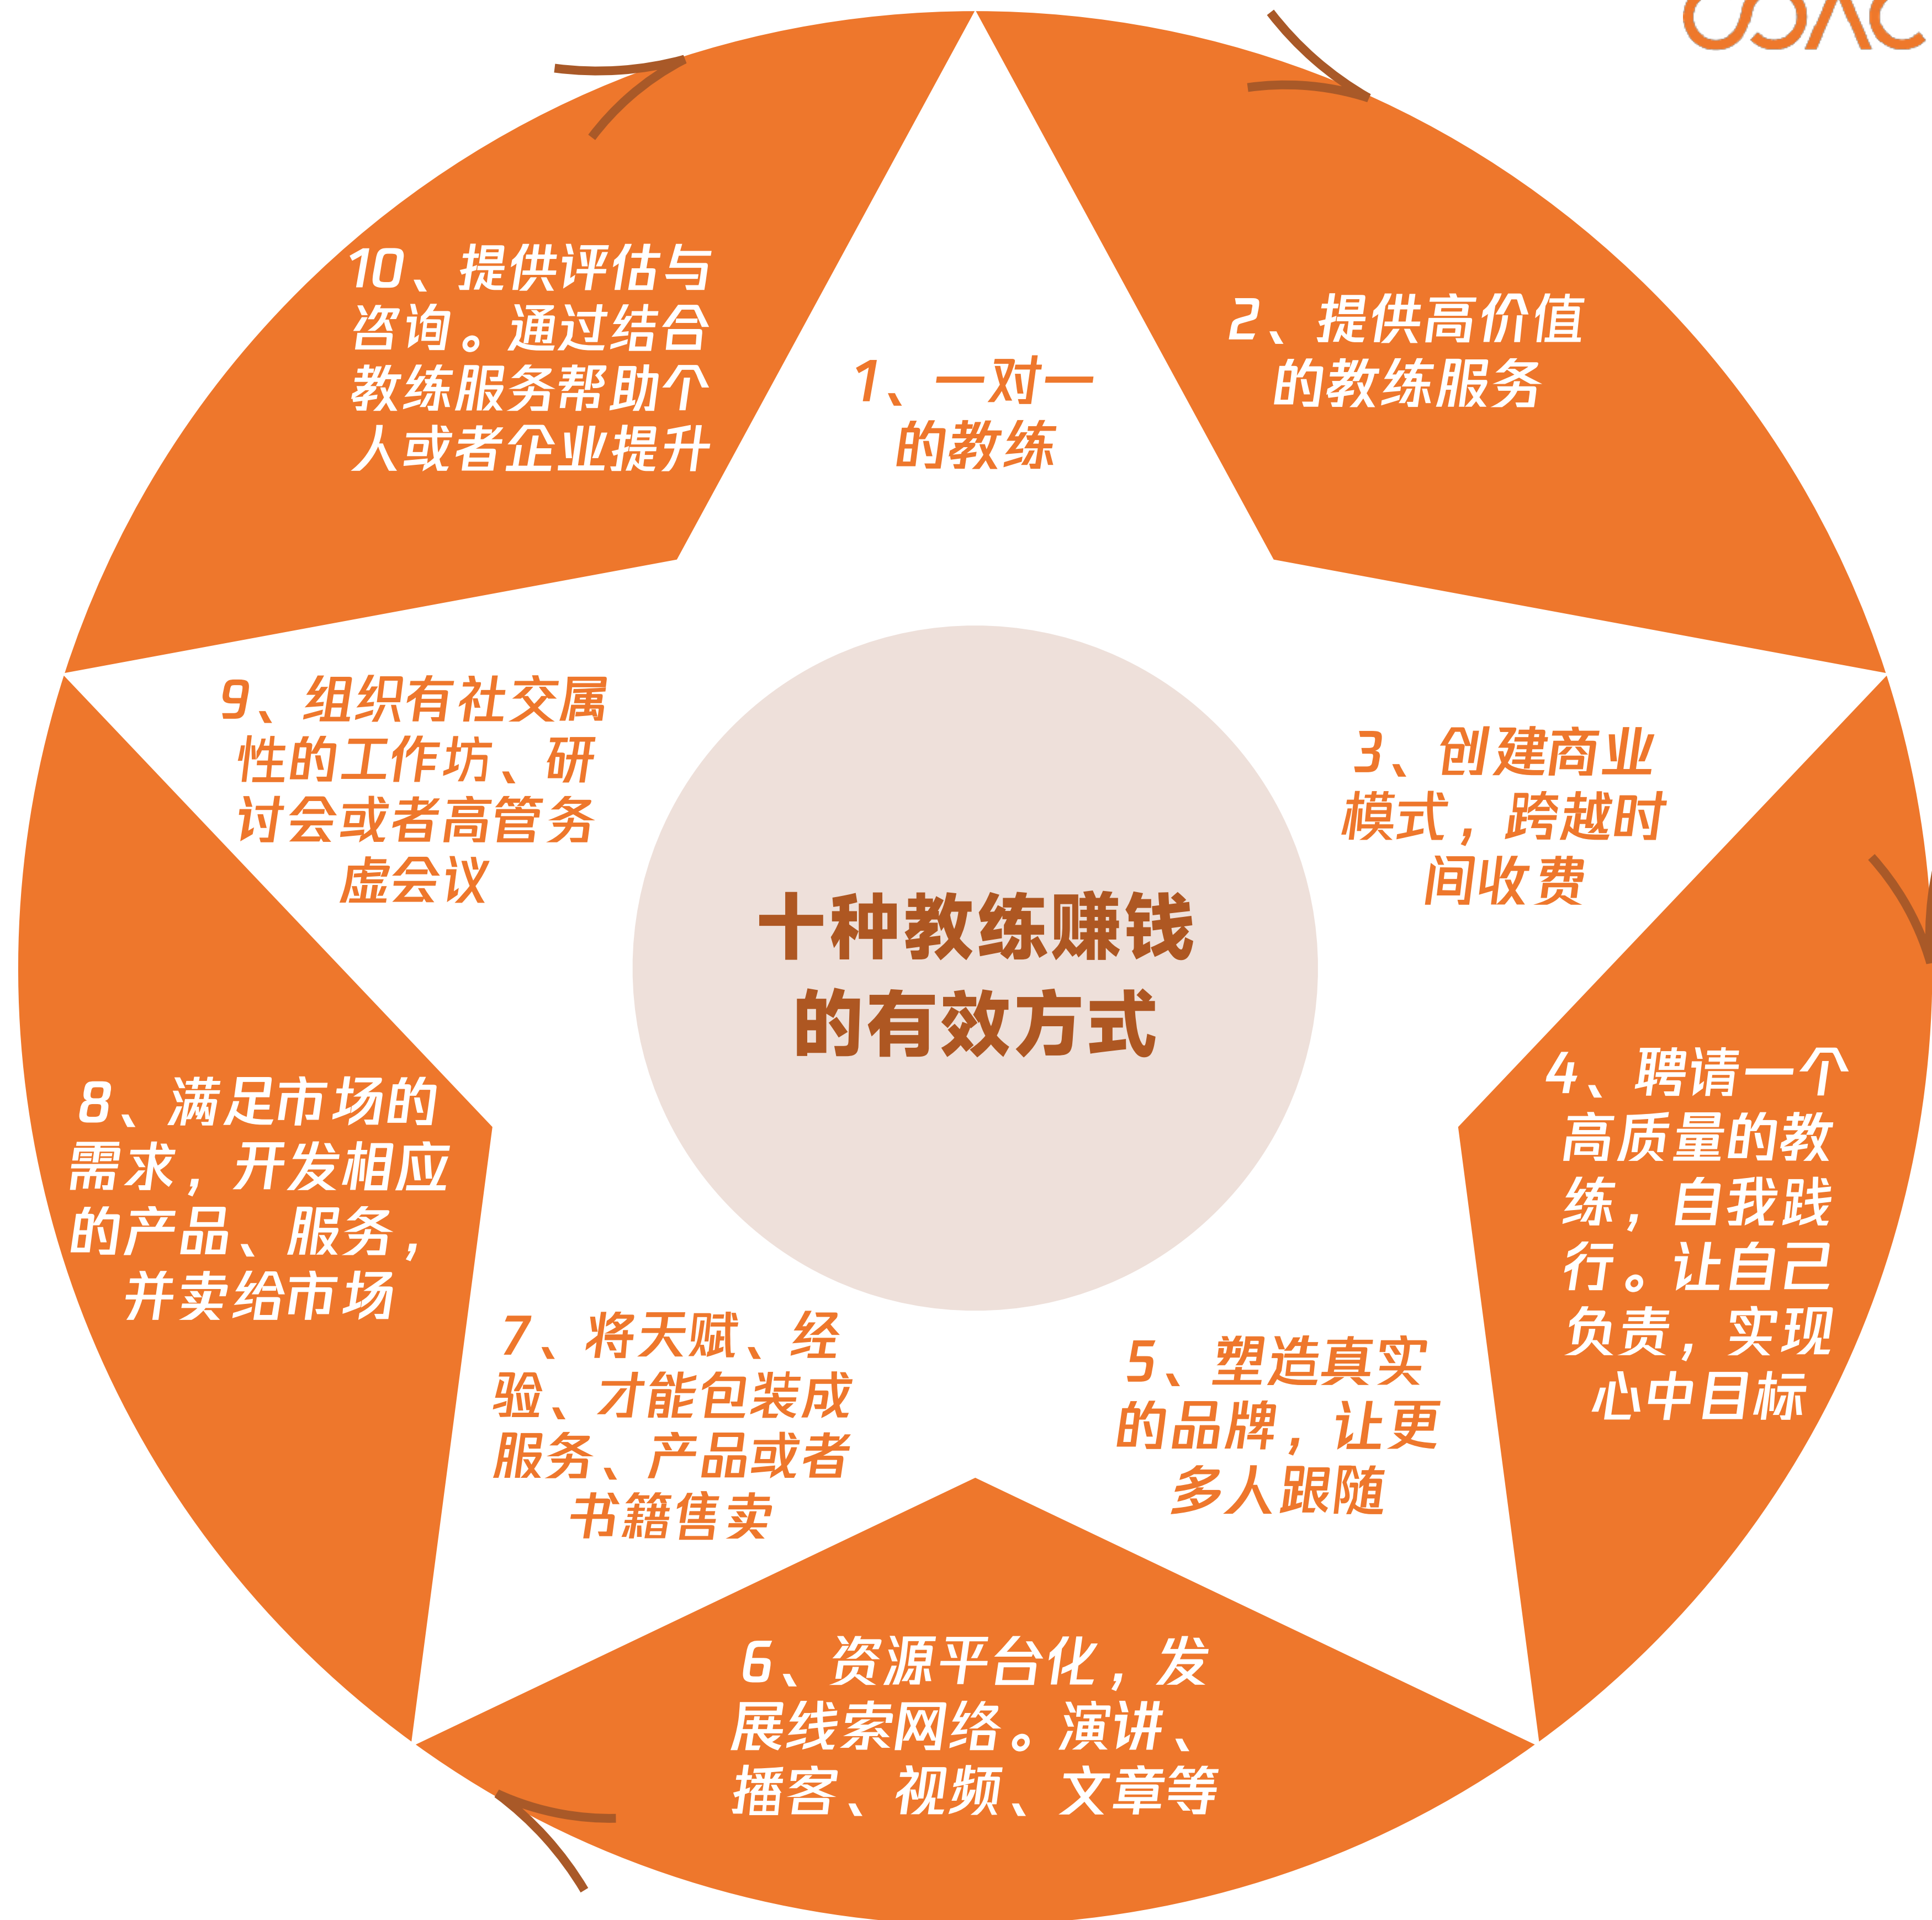 十种教练赚钱
的有效方式
1、一对一
的教练
2、提供高价值
的教练服务
3、创建商业
模式，跨越时
间收费
4、聘请一个
高质量的教
练，自我践
行。让自己
负责，实现
心中目标
5、塑造真实
的品牌，让更
多人跟随
6、资源平台化，发
展线索网络。演讲、
播客、视频、文章等
7、将天赋、经
验、才能包装成
服务、产品或者
书籍售卖
8、满足市场的
需求，开发相应
的产品、服务，
并卖给市场
9、组织有社交属
性的工作坊、研
讨会或者高管务
虚会议
10、提供评估与
咨询。通过结合
教练服务帮助个
人或者企业提升